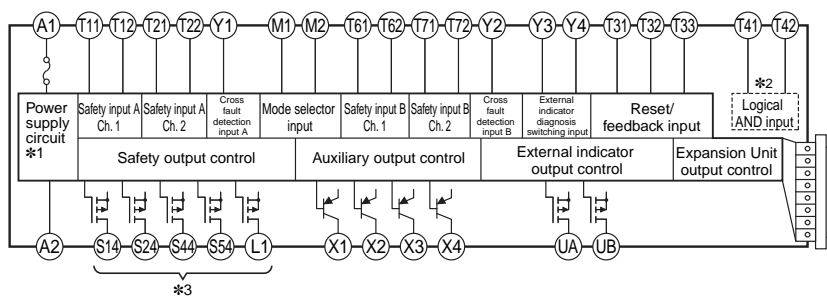 A1 T11 T12 T21 T22 Y1 M1 M2 T61 T62 T71 T72 Y2 Y3 Y4 T31 T32 T33 T41 T42
*2
Power
supply
circuit
*1
Safety input A
Ch. 1
Safety input A
Ch. 2
Cross
fault
detection
input A
Mode selector
input
Safety input B
Ch. 1
Safety input B
Ch. 2
Cross
fault
detection
input B
External
indicator
diagnosis
switching input
Reset/
feedback input
Logical
AND input
Safety output control
Auxiliary output control
External indicator
output control
Expansion Unit
output control
A2 S14 S24 S44 S54 L1 X1 X2 X3 X4 UA UB
*3